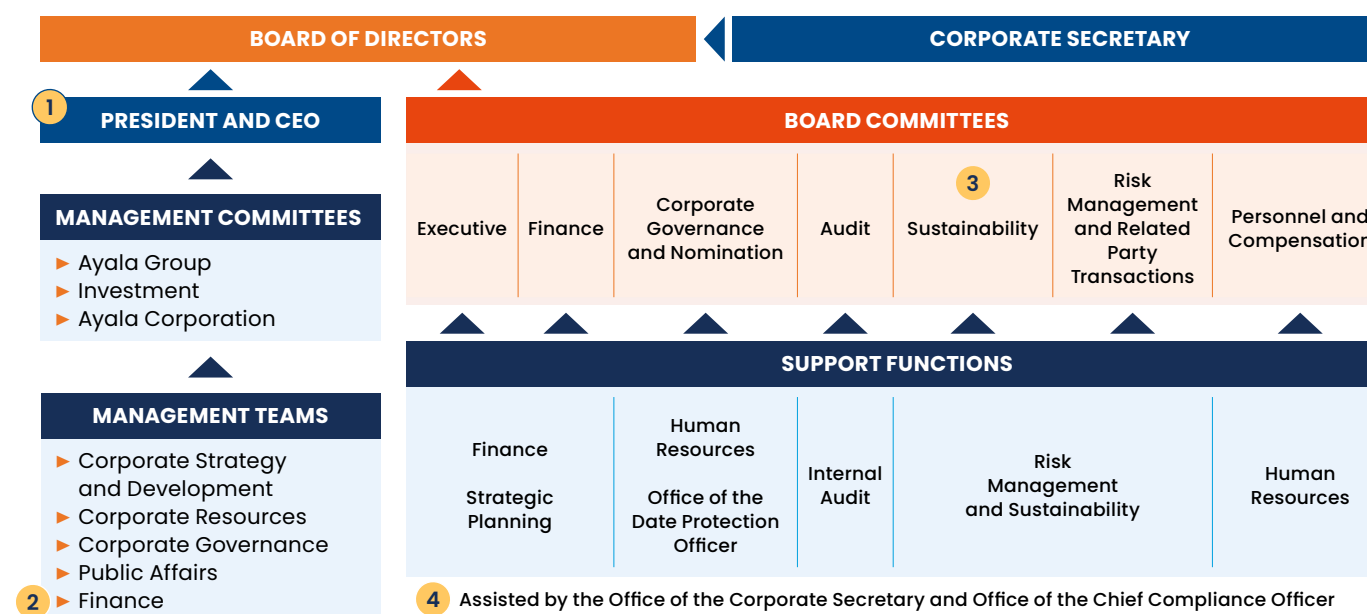 BOARD OF DIRECTORS
CORPORATE SECRETARY
1
PRESIDENT AND CEO
MANAGEMENT COMMITTEES
► Ayala Group
► Investment
► Ayala Corporation
MANAGEMENT TEAMS
► Corporate Strategy
and Development
► Corporate Resources
► Corporate Governance
► Public Affairs
2 ► Finance
BOARD COMMITTEES
Executive
Finance
Corporate
Governance
and Nomination
Audit
3
Sustainability
Risk
Management
and Related
Party
Transactions
Personnel and
Compensation
SUPPORT FUNCTIONS
Finance
Strategic
Planning
Human
Resources
Office of the
Date Protection
Officer
Internal
Audit
Risk
Management
and Sustainability
Human
Resources
4 Assisted by the Office of the Corporate Secretary and Office of the Chief Compliance Officer